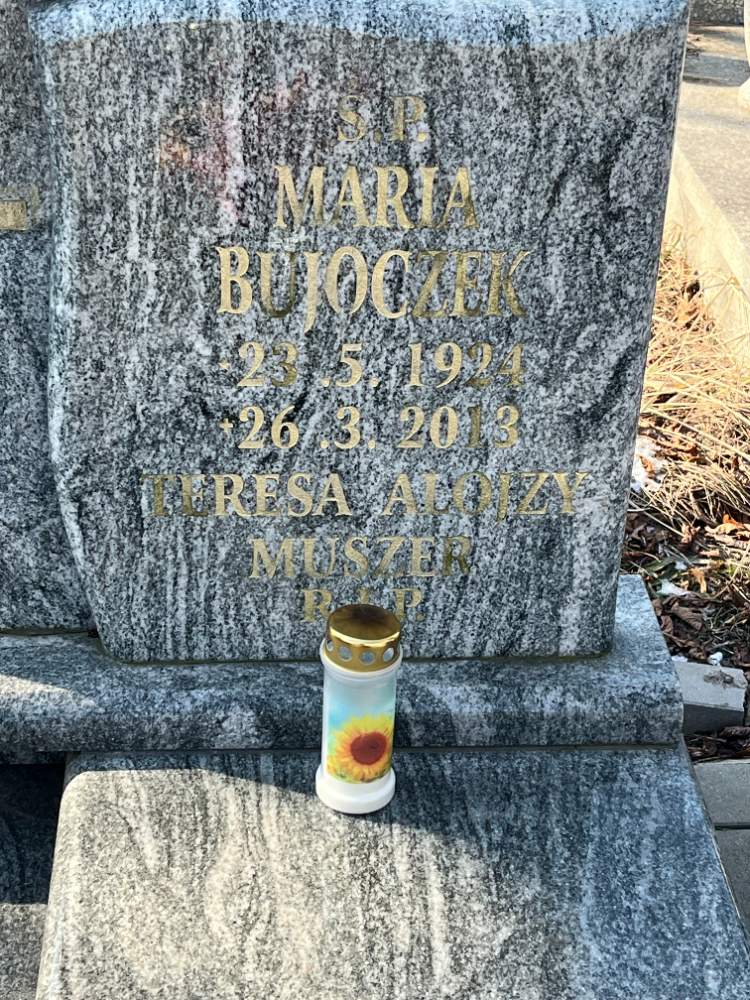 Ś.P.
MARIA
BUJOCZEK
* 23.5. 1924
+ 26.3. 2013
TERESA ALOJZY
MUSZER
R.I.P.